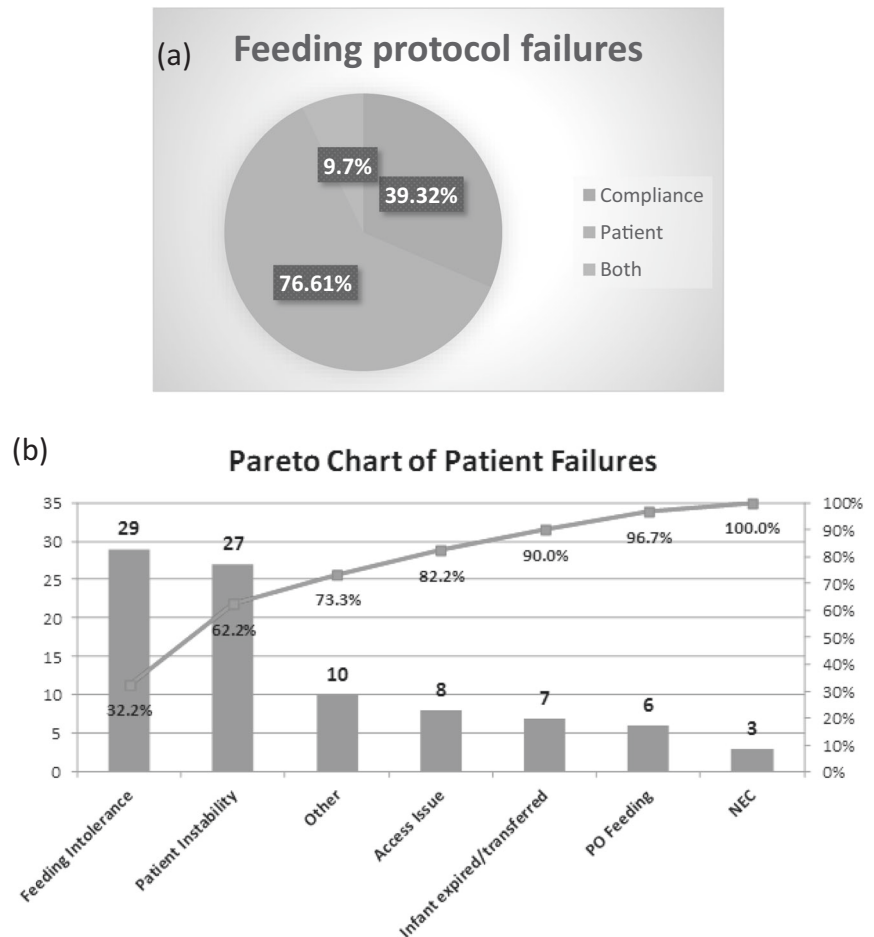 (a) Feeding protocol failures
9.7%
39.32%
76.61%
Compliance
Patient
Both
(b)
Pareto Chart of Patient Failures
35
30
25
20
15
10
5
0
29
27
10
8
7
6
3
32.2%
62.2%
73.3%
82.2%
90.0%
96.7%
100.0%
100%
90%
80%
70%
60%
50%
40%
30%
20%
10%
0%
Feeding Intolerance
Patient Instability
Other
Access Issue
Infant expired/transferred
PO Feeding
NEC